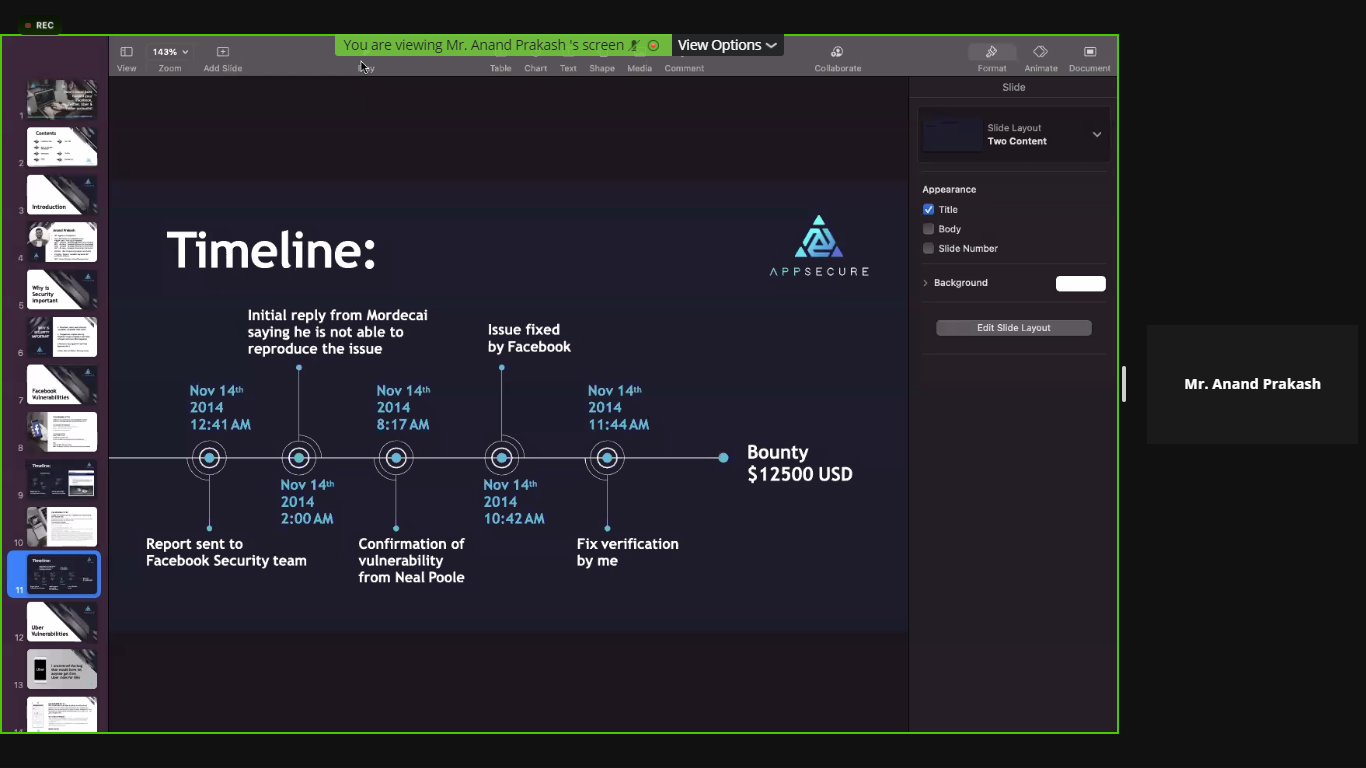 REC
You are viewing Mr. Anand Prakash 's screen
View Options
143%
View
Zoom
Add Slide
Table
Chart
Text
Shape
Media
Comment
Collaborate
Format
Animate
Document
1
2
Contents
3
Introduction
4
5
Why is
Security
important
6
7
Facebook
Vulnerabilities
8
9
Timeline:
10
11
Timeline:
12
Uber
Vulnerabilities
13
Timeline:
APPSECURE
Initial reply from Mordecai
saying he is not able to
reproduce the issue
Issue fixed
by Facebook
Nov 14th
2014
12:41 AM
Nov 14th
2014
8:17 AM
Nov 14th
2014
11:44 AM
Bounty
$12500 USD
Nov 14th
2014
2:00 AM
Nov 14th
2014
10:42 AM
Report sent to
Facebook Security team
Confirmation of
vulnerability
from Neal Poole
Fix verification
by me
Slide
Slide Layout
Two Content
Appearance
Title
Body
Slide Number
Background
Edit Slide Layout
Mr. Anand Prakash